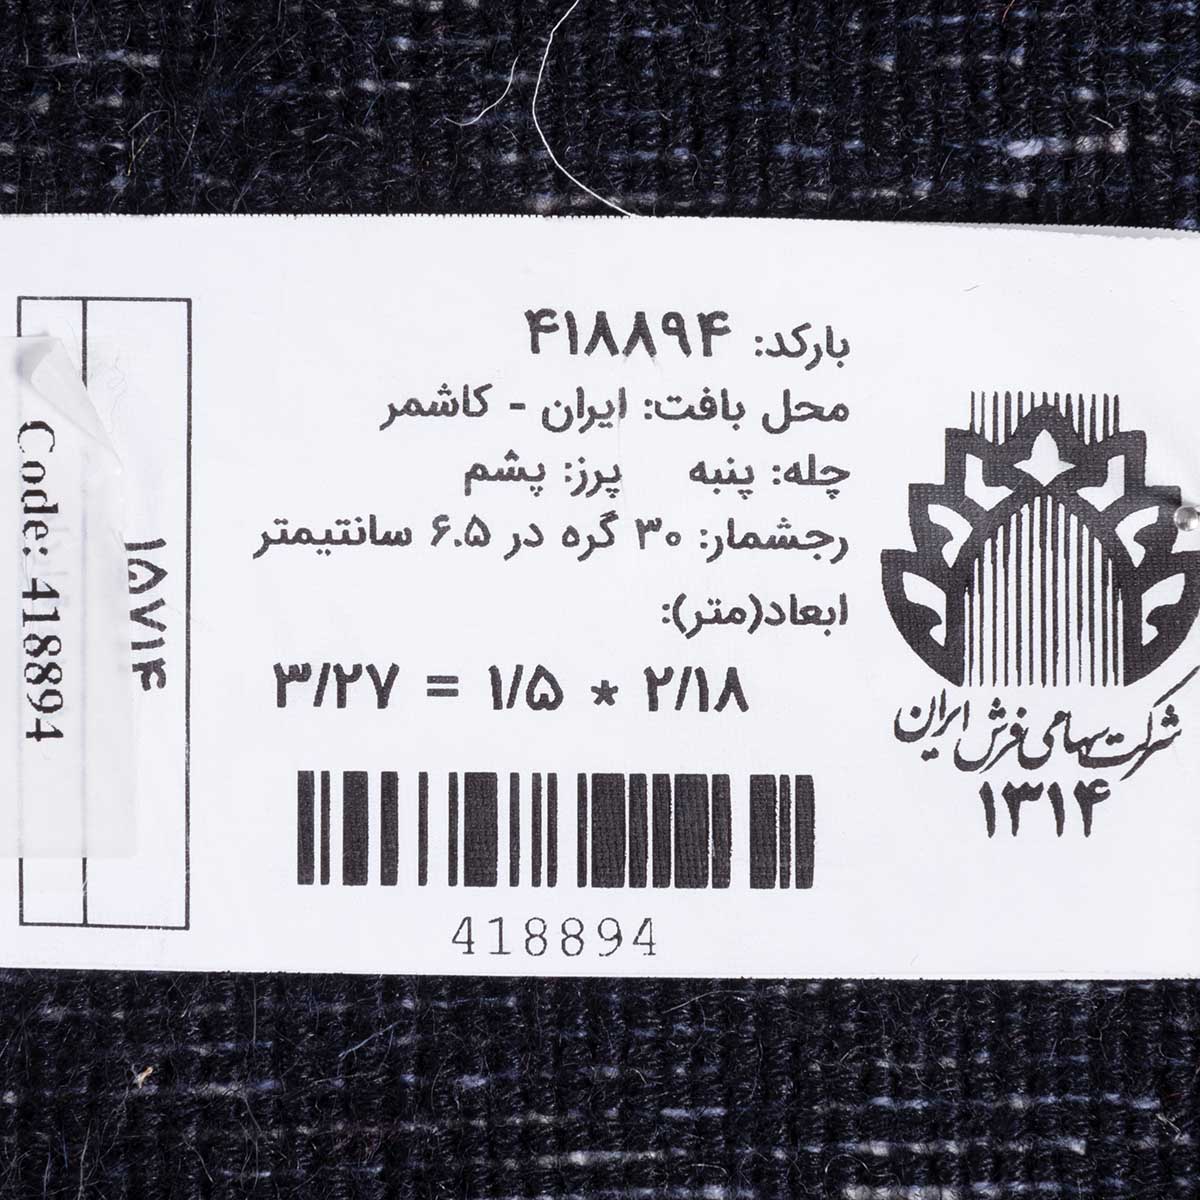 بارکد: ۴۱۸۸۹۴
محل بافت: ایران - کاشمر
چله: پنبه پرز: پشم
رجشمار: ۳۰ گره در ۶.۵ سانتیمتر
ابعاد(متر):
۲/۱۸ * ۱/۵ = ۳/۲۷
418894
شرکت سهامی فرش ایران
۱۳۱۴
۱۵۷۱۴
Code: 418894